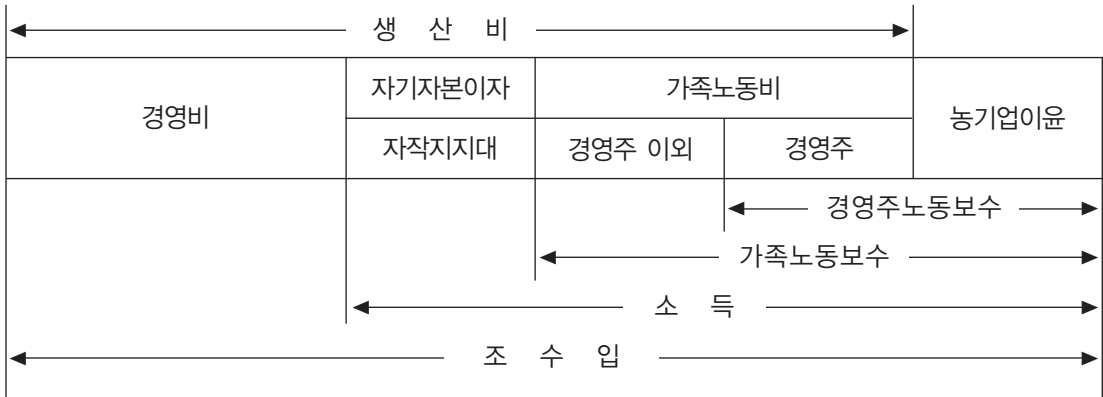 생 산 비
경영비
자기자본이자
가족노동비
농기업이윤
자작지지대
경영주 이외
경영주
경영주노동보수
가족노동보수
소 득
조 수 입